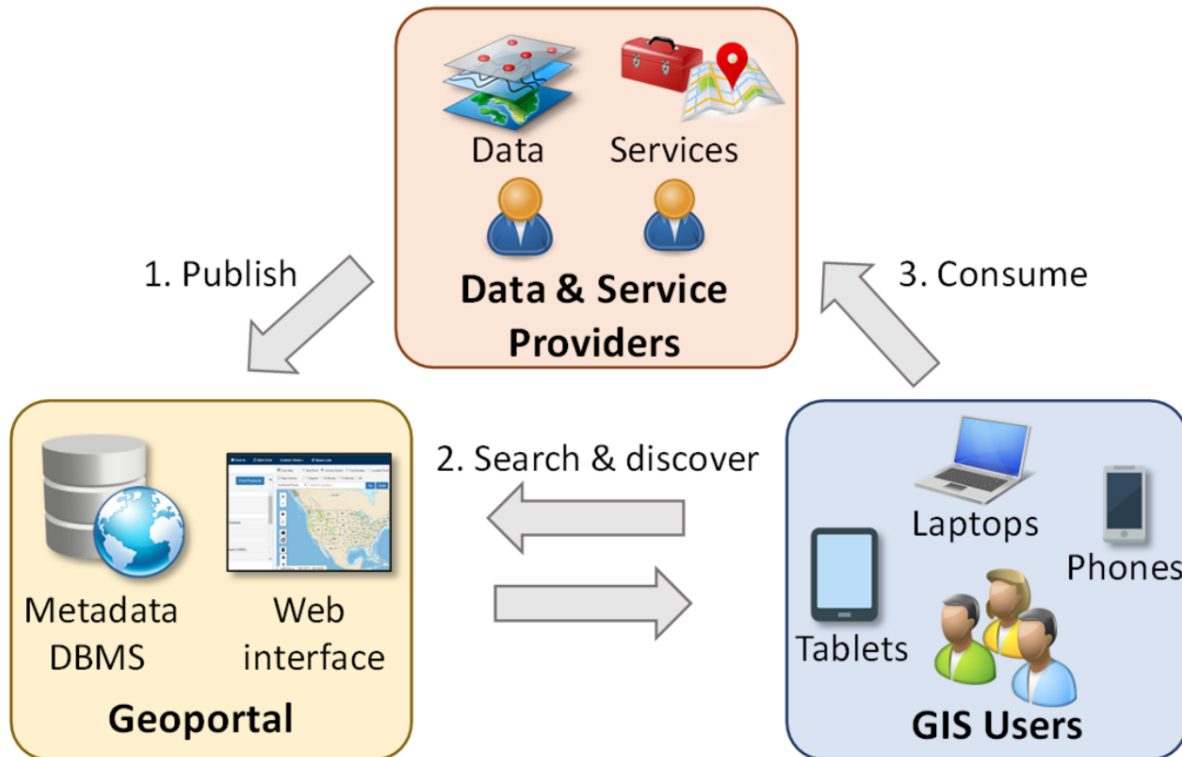 Data
Services
Data & Service
Providers
1. Publish
3. Consume
2. Search & discover
Metadata
DBMS
Web
interface
Geoportal
Laptops
Phones
Tablets
GIS Users